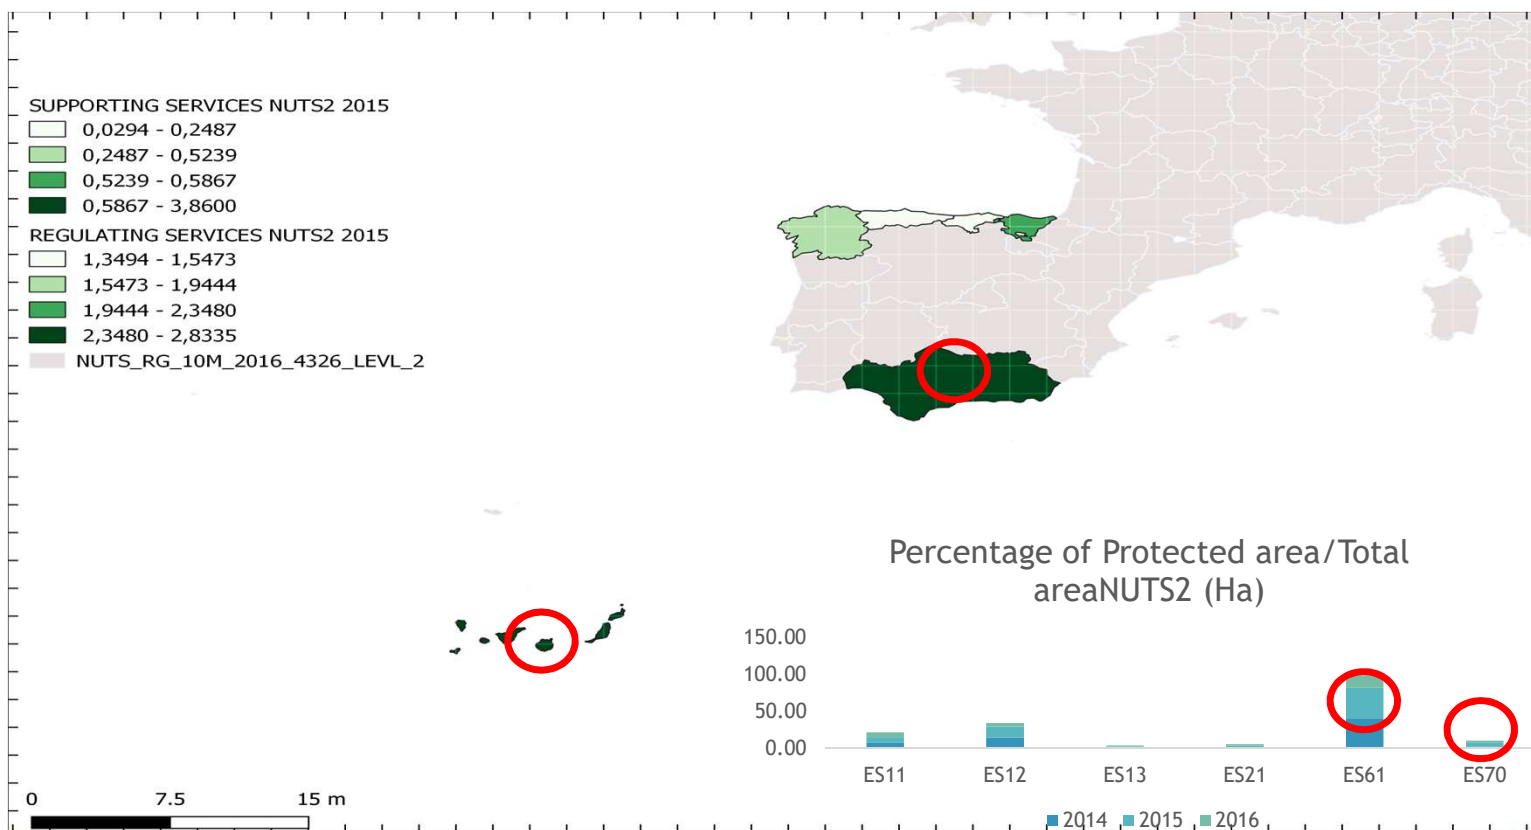 SUPPORTING SERVICES NUTS2 2015
0,0294 - 0,2487
0,2487 - 0,5239
0,5239 - 0,5867
0,5867 - 3,8600
REGULATING SERVICES NUTS2 2015
1,3494 - 1,5473
1,5473 - 1,9444
1,9444 - 2,3480
2,3480 - 2,8335
NUTS_RG_10M_2016_4326_LEVL_2
Percentage of Protected area/Total
areaNUTS2 (Ha)
150.00
100.00
50.00
0.00
ES11 ES12 ES13 ES21 ES61 ES70
2014 2015 2016
0 7.5 15 m